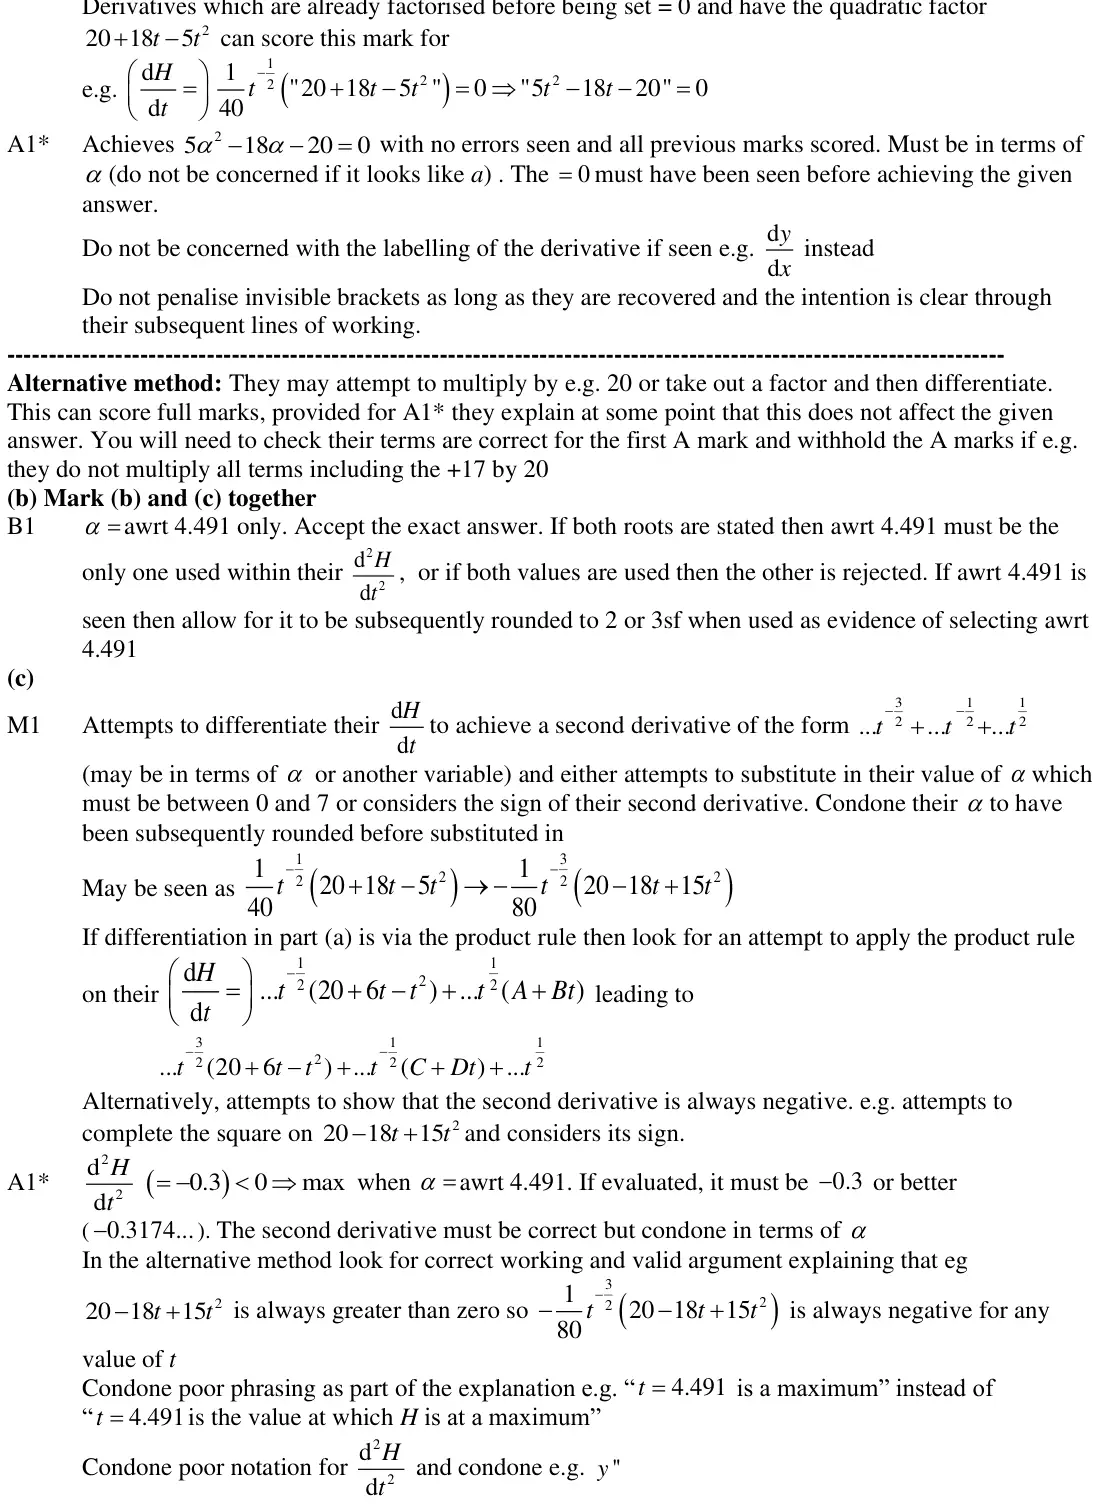 Derivatives which are already factorised before being set = 0 and have the quadratic factor
20+18t−5t² can score this mark for
e.g. (dH/dt =) 1/40 t^(−1/2) ("20+18t−5t²") = 0 ⇒ "5t²−18t−20" = 0
A1* Achieves 5α²−18α−20=0 with no errors seen and all previous marks scored. Must be in terms of
α (do not be concerned if it looks like a) . The = 0 must have been seen before achieving the given
answer.
Do not be concerned with the labelling of the derivative if seen e.g. dy/dx instead
Do not penalise invisible brackets as long as they are recovered and the intention is clear through
their subsequent lines of working.
------------------------------------------------------------------------------------------------------------------------
Alternative method: They may attempt to multiply by e.g. 20 or take out a factor and then differentiate.
This can score full marks, provided for A1* they explain at some point that this does not affect the given
answer. You will need to check their terms are correct for the first A mark and withhold the A marks if e.g.
they do not multiply all terms including the +17 by 20
(b) Mark (b) and (c) together
B1 α = awrt 4.491 only. Accept the exact answer. If both roots are stated then awrt 4.491 must be the
only one used within their d²H/dt², or if both values are used then the other is rejected. If awrt 4.491 is
seen then allow for it to be subsequently rounded to 2 or 3sf when used as evidence of selecting awrt
4.491
(c)
M1 Attempts to differentiate their dH/dt to achieve a second derivative of the form ...t^(−3/2) + ...t^(−1/2) + ...t^(1/2)
(may be in terms of α or another variable) and either attempts to substitute in their value of α which
must be between 0 and 7 or considers the sign of their second derivative. Condone their α to have
been subsequently rounded before substituted in
May be seen as 1/40 t^(−1/2) (20+18t−5t²) → −1/80 t^(−3/2) (20−18t+15t²)
If differentiation in part (a) is via the product rule then look for an attempt to apply the product rule
on their (dH/dt =) ...t^(−1/2) (20+6t−t²)+...t^(1/2) (A+Bt) leading to
...t^(−3/2) (20+6t−t²)+...t^(−1/2) (C+Dt)+...t^(1/2)
Alternatively, attempts to show that the second derivative is always negative. e.g. attempts to
complete the square on 20−18t+15t² and considers its sign.
A1* d²H/dt² (=−0.3)<0⇒max when α = awrt 4.491. If evaluated, it must be −0.3 or better
(−0.3174...). The second derivative must be correct but condone in terms of α
In the alternative method look for correct working and valid argument explaining that eg
20−18t+15t² is always greater than zero so −1/80 t^(−3/2) (20−18t+15t²) is always negative for any
value of t
Condone poor phrasing as part of the explanation e.g. “t = 4.491 is a maximum” instead of
“t = 4.491 is the value at which H is at a maximum”
Condone poor notation for d²H/dt² and condone e.g. y"